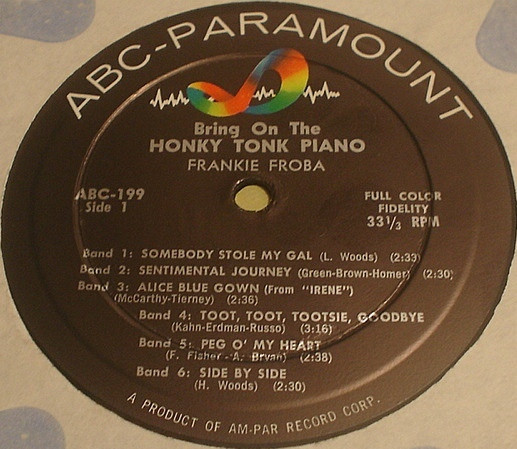 ABC-PARAMOUNT
Bring On The
HONKY TONK PIANO
FRANKIE FROBA
ABC-199
Side 1
FULL COLOR
FIDELITY
33 1/3 RPM
Band 1: SOMEBODY STOLE MY GAL (L. Woods) (2:33)
Band 2: SENTIMENTAL JOURNEY (Green-Brown-Homer) (2:30)
Band 3: ALICE BLUE GOWN (From "IRENE")
(McCarthy-Tierney) (2:36)
Band 4: TOOT, TOOT, TOOTSIE, GOODBYE
(Kahn-Erdman-Russo) (3:16)
Band 5: PEG O' MY HEART
(F. Fisher-A. Bryan) (2:38)
Band 6: SIDE BY SIDE
(H. Woods) (2:30)
A PRODUCT OF AM-PAR RECORD CORP.